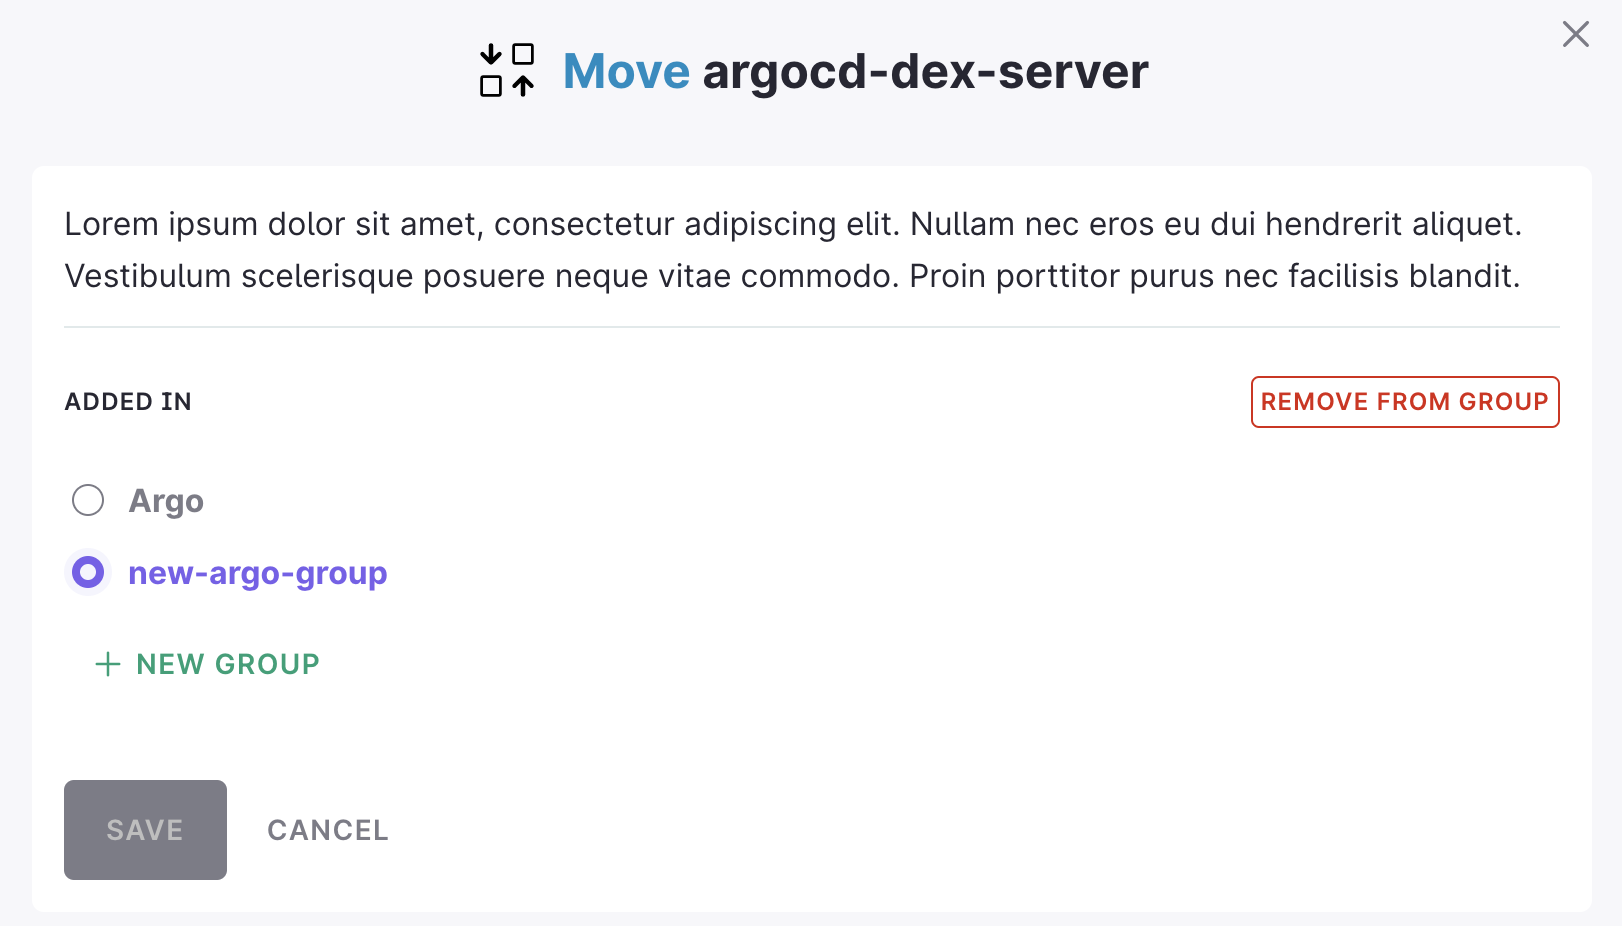 Move argocd-dex-server
Lorem ipsum dolor sit amet, consectetur adipiscing elit. Nullam nec eros eu dui hendrerit aliquet.
Vestibulum scelerisque posuere neque vitae commodo. Proin porttitor purus nec facilisis blandit.
ADDED IN
REMOVE FROM GROUP
Argo
new-argo-group
NEW GROUP
SAVE
CANCEL